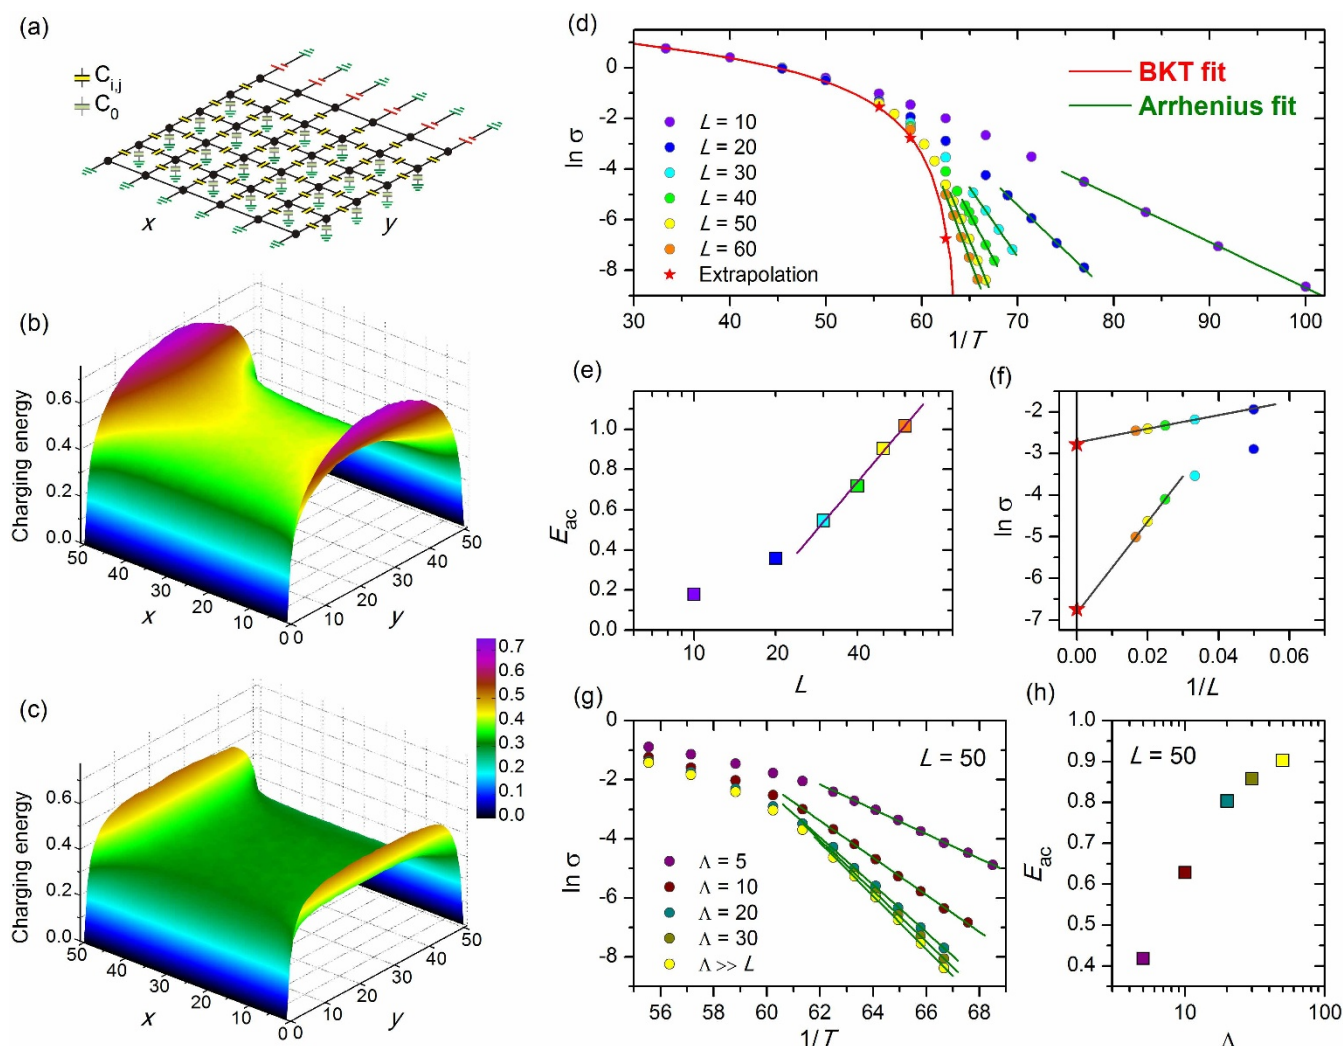 (a)
C_{i,j}
C_0
x
y
(b)
Charging energy
0.6
0.4
0.2
0.0
50
40
30
20
10
0
x
0
10
20
30
40
50
y
0.7
0.6
0.5
0.4
0.3
0.2
0.1
0.0
(c)
Charging energy
0.6
0.4
0.2
0.0
50
40
30
20
10
0
x
0
10
20
30
40
50
y
(d)
ln σ
0
-2
-4
-6
-8
BKT fit
Arrhenius fit
L = 10
L = 20
L = 30
L = 40
L = 50
L = 60
Extrapolation
30 40 50 60 70 80 90 100
1/T
(e)
E_ac
1.0
0.8
0.6
0.4
0.2
0.0
10 20 40
L
(f)
ln σ
-2
-3
-4
-5
-6
-7
0.00 0.02 0.04 0.06
1/L
(g)
ln σ
0
-2
-4
-6
-8
L = 50
Λ = 5
Λ = 10
Λ = 20
Λ = 30
Λ >> L
56 58 60 62 64 66 68
1/T
(h)
E_ac
1.0
0.9
0.8
0.7
0.6
0.5
0.4
L = 50
10 100
Λ